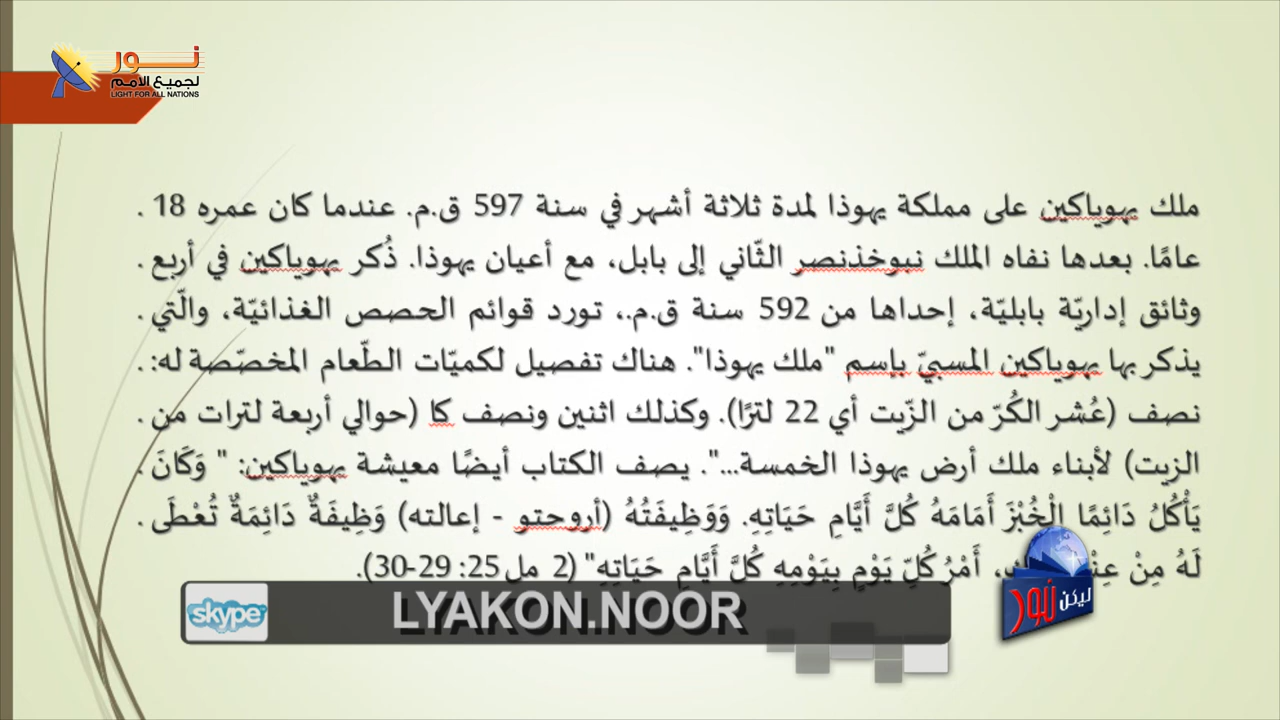 نور
لجميع الأمم
LIGHT FOR ALL NATIONS
ملك يهوياكين على مملكة يهوذا لمدة ثلاثة أشهر في سنة 597 ق.م. عندما كان عمره 18 .
عامًا. بعدها نفاه الملك نبوخذنصر الثّاني إلى بابل، مع أعيان يهوذا. ذُكر يهوياكين في أربع .
وثائق إداريّة بابليّة، إحداها من 592 سنة ق.م.، تورد قوائم الحصص الغذائيّة، والّتي .
يذكر بها يهوياكين المسبيّ بإسم "ملك يهوذا". هناك تفصيل لكميّات الطّعام المخصّصة له: .
نصف (عُشر الكُرّ من الزّيت أي 22 لترًا). وكذلك اثنين ونصف كا (حوالي أربعة لترات من .
الزيت) لأبناء ملك أرض يهوذا الخمسة...". يصف الكتاب أيضًا معيشة يهوياكين: " وَكَانَ .
يَأْكُلُ دَائِمًا الْخُبْزَ أَمَامَهُ كُلَّ أَيَّامِ حَيَاتِهِ. وَوَظِيفَتُهُ (أروحتو - إعالته) وَظِيفَةٌ دَائِمَةٌ تُعْطَى .
لَهُ مِنْ أَمْرُ كُلِّ يَوْمٍ بِيَوْمِهِ كُلَّ أَيَّامِ حَيَاتِهِ" (2 مل 25: 29-30).
skype LYAKON.NOOR
ليكن نور